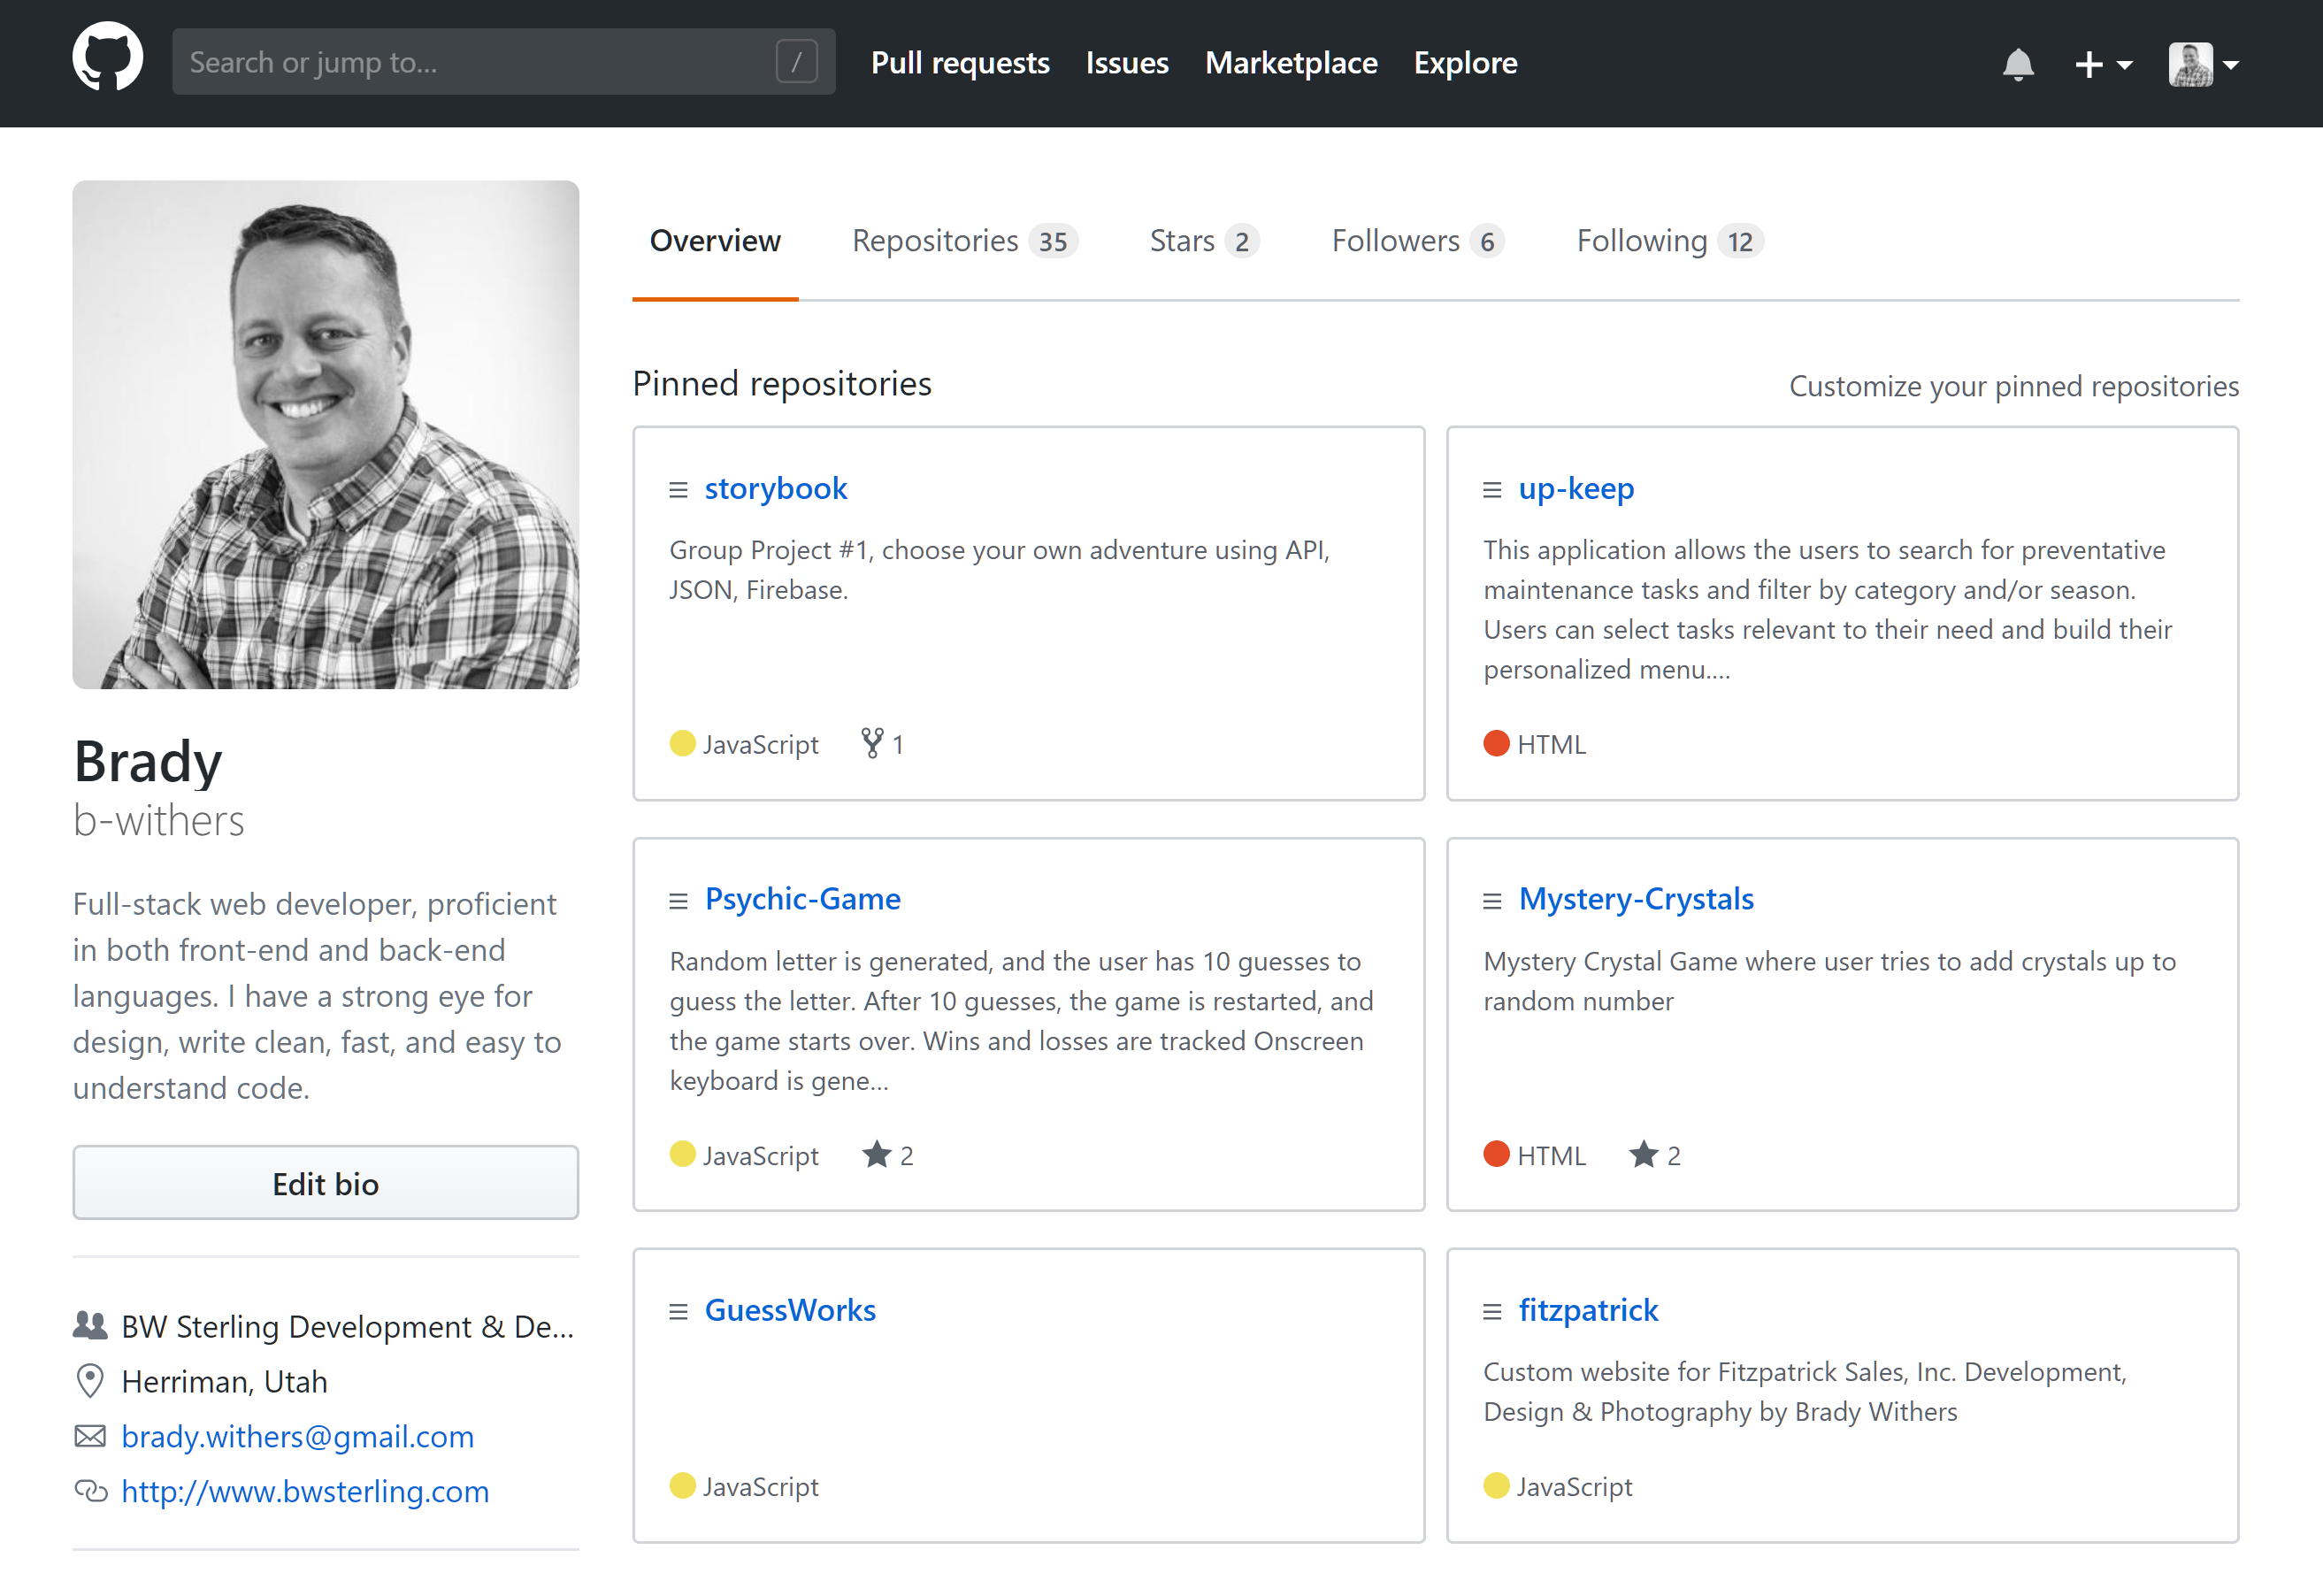 Search or jump to...
/
Pull requests
Issues
Marketplace
Explore
Overview
Repositories 35
Stars 2
Followers 6
Following 12
Brady
b-withers
Full-stack web developer, proficient
in both front-end and back-end
languages. I have a strong eye for
design, write clean, fast, and easy to
understand code.
Edit bio
BW Sterling Development & De...
Herriman, Utah
brady.withers@gmail.com
http://www.bwsterling.com
Pinned repositories
Customize your pinned repositories
storybook
Group Project #1, choose your own adventure using API,
JSON, Firebase.
JavaScript 1
up-keep
This application allows the users to search for preventative
maintenance tasks and filter by category and/or season.
Users can select tasks relevant to their need and build their
personalized menu....
HTML
Psychic-Game
Random letter is generated, and the user has 10 guesses to
guess the letter. After 10 guesses, the game is restarted, and
the game starts over. Wins and losses are tracked Onscreen
keyboard is gene...
JavaScript 2
Mystery-Crystals
Mystery Crystal Game where user tries to add crystals up to
random number
HTML 2
GuessWorks
JavaScript
fitzpatrick
Custom website for Fitzpatrick Sales, Inc. Development,
Design & Photography by Brady Withers
JavaScript